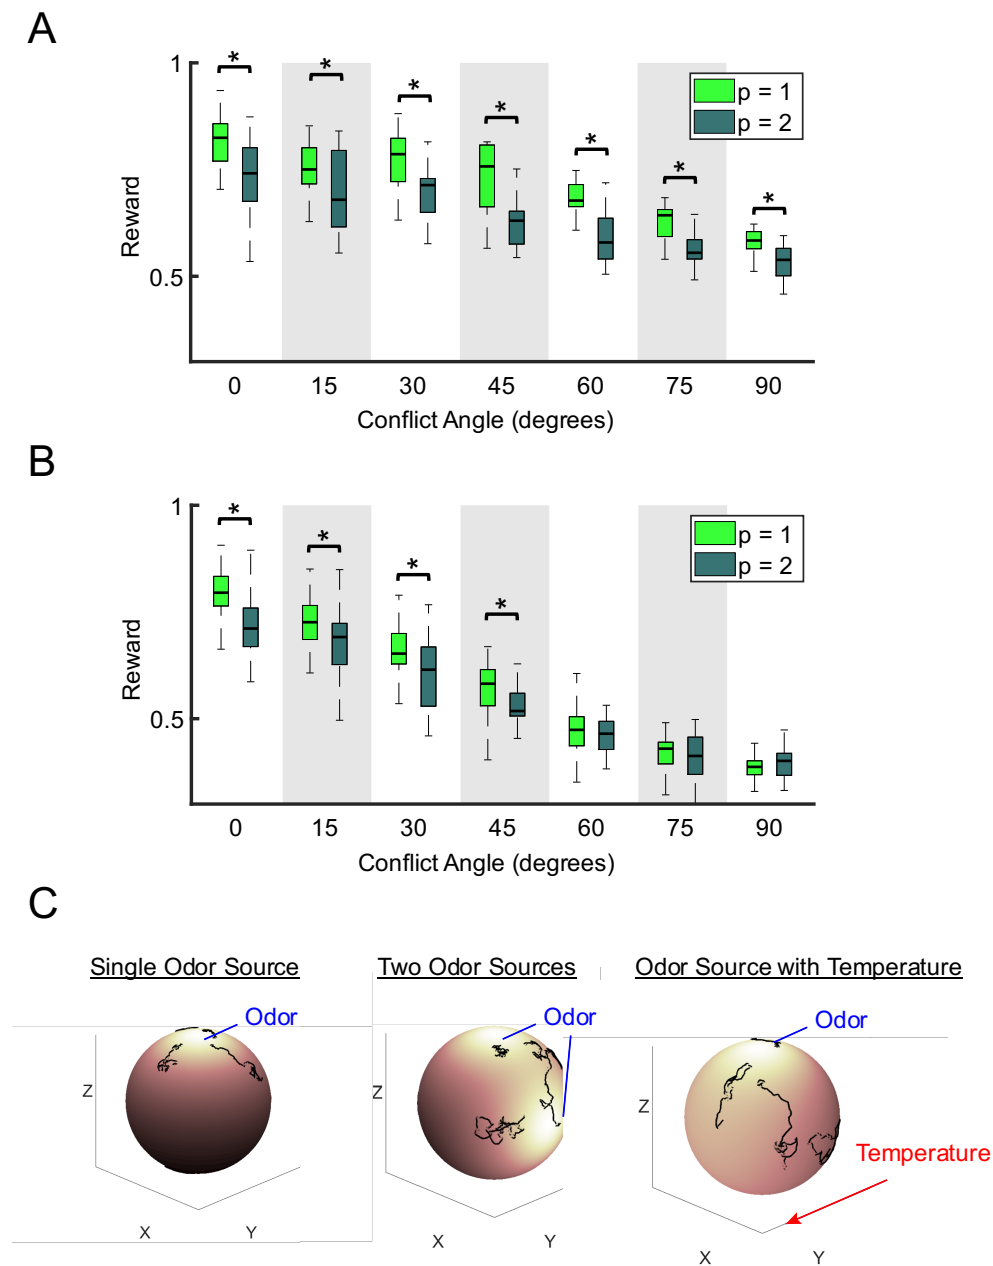 A
1
*
*
*
*
*
*
*
p = 1
p = 2
Reward
0.5
0
15
30
45
60
75
90
Conflict Angle (degrees)
B
1
*
*
*
*
p = 1
p = 2
Reward
0.5
0
15
30
45
60
75
90
Conflict Angle (degrees)
C
Single Odor Source
Two Odor Sources
Odor Source with Temperature
Odor
Odor
Odor
Z
Z
Z
Temperature
X
Y
X
Y
X
Y